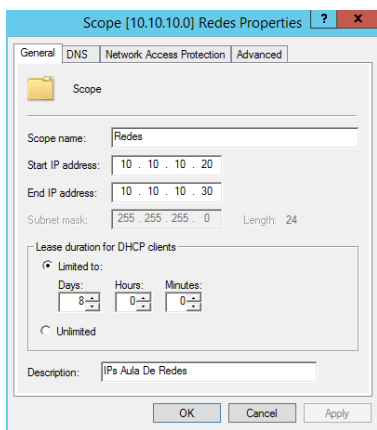 Scope [10.10.10.0] Redes Properties ? x
General DNS Network Access Protection Advanced
Scope
Scope name: Redes
Start IP address: 10 . 10 . 10 . 20
End IP address: 10 . 10 . 10 . 30
Subnet mask: 255 . 255 . 255 . 0 Length: 24
Lease duration for DHCP clients
Limited to:
Days: Hours: Minutes:
8 0 0
Unlimited
Description: IPs Aula De Redes
OK Cancel Apply